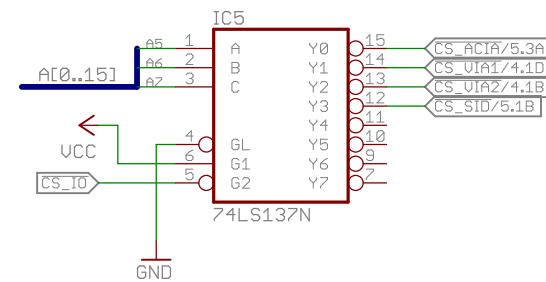 IC5
A[0..15]
A5 1 A Y0 15 CS_ACIA/5.3A
A6 2 B Y1 14 CS_VIA1/4.1D
A7 3 C Y2 13 CS_VIA2/4.1B
Y3 12 CS_SID/5.1B
Y4 11
4 GL Y5 10
VCC 6 G1 Y6 9
CS_IO 5 G2 Y7 7
74LS137N
GND